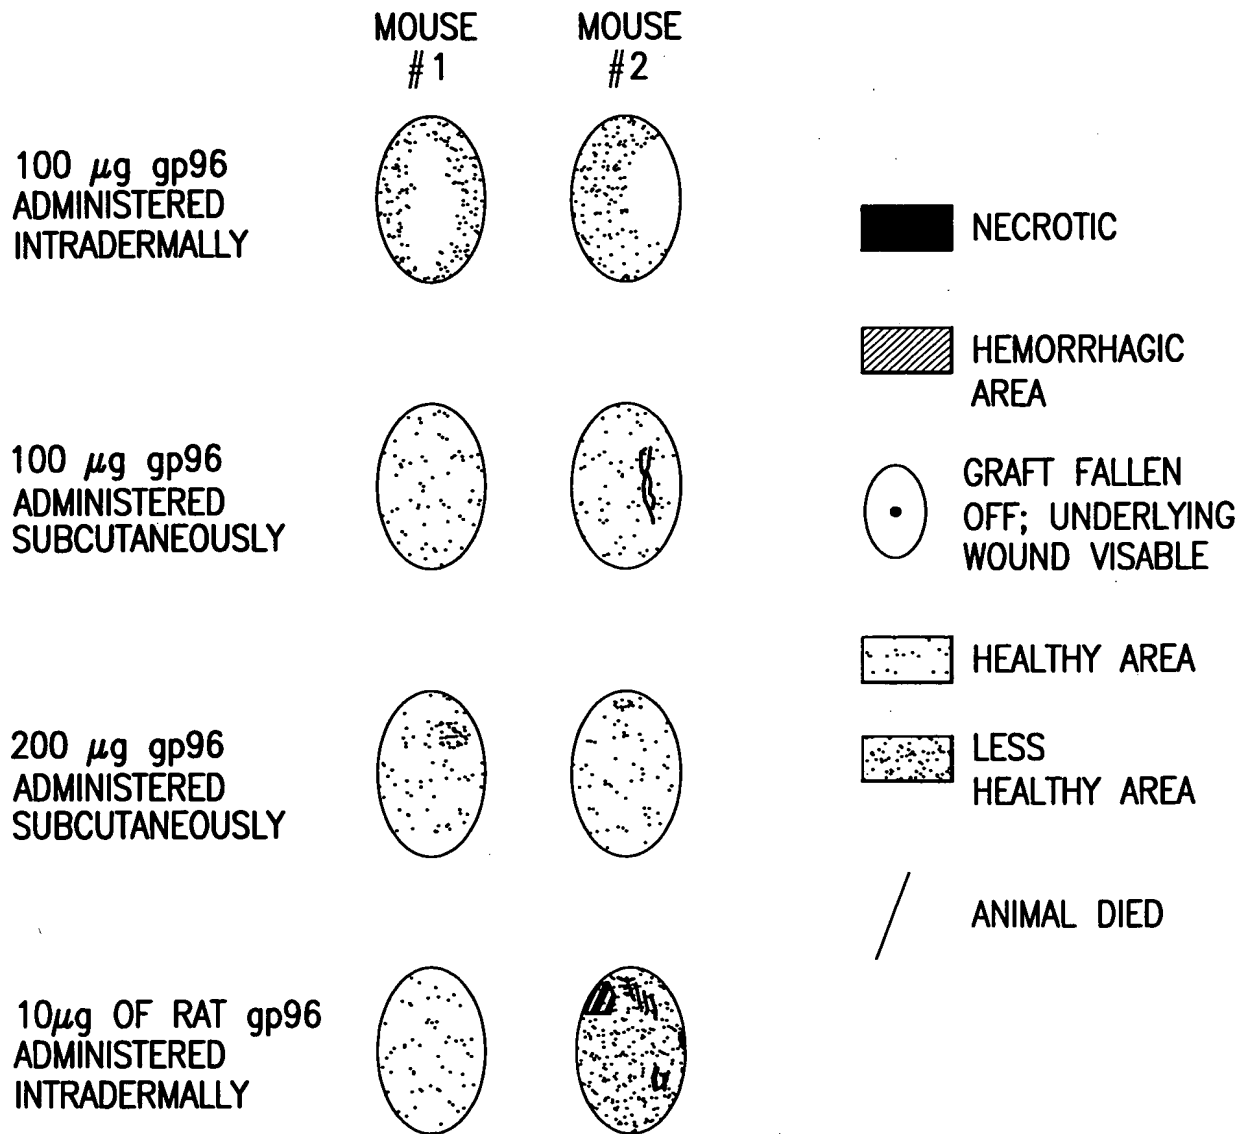 MOUSE
#1
MOUSE
#2
100 μg gp96
ADMINISTERED
INTRADERMALLY
100 μg gp96
ADMINISTERED
SUBCUTANEOUSLY
200 μg gp96
ADMINISTERED
SUBCUTANEOUSLY
10μg OF RAT gp96
ADMINISTERED
INTRADERMALLY
NECROTIC
HEMORRHAGIC
AREA
GRAFT FALLEN
OFF; UNDERLYING
WOUND VISABLE
HEALTHY AREA
LESS
HEALTHY AREA
ANIMAL DIED